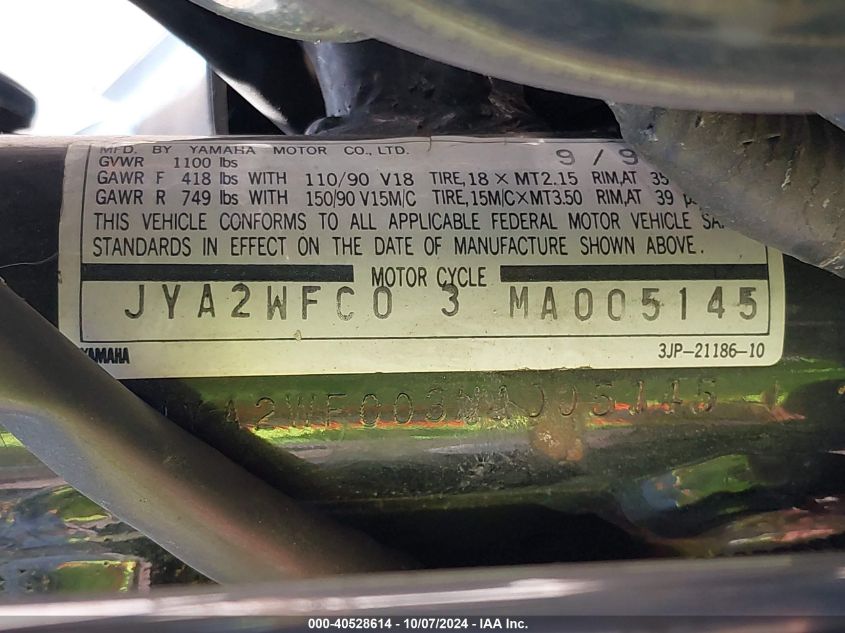 MFD. BY YAMAHA MOTOR CO., LTD. 9 / 9
GVWR 1100 lbs
GAWR F 418 lbs WITH 110/90 V18 TIRE, 18 × MT2.15 RIM, AT 35
GAWR R 749 lbs WITH 150/90 V15M/C TIRE, 15M/C×MT3.50 RIM, AT 39
THIS VEHICLE CONFORMS TO ALL APPLICABLE FEDERAL MOTOR VEHICLE
STANDARDS IN EFFECT ON THE DATE OF MANUFACTURE SHOWN ABOVE.
MOTOR CYCLE
JYA2WFC0 3 MA005145
YAMAHA 3JP-21186-10
000-40528614 - 10/07/2024 - IAA Inc.